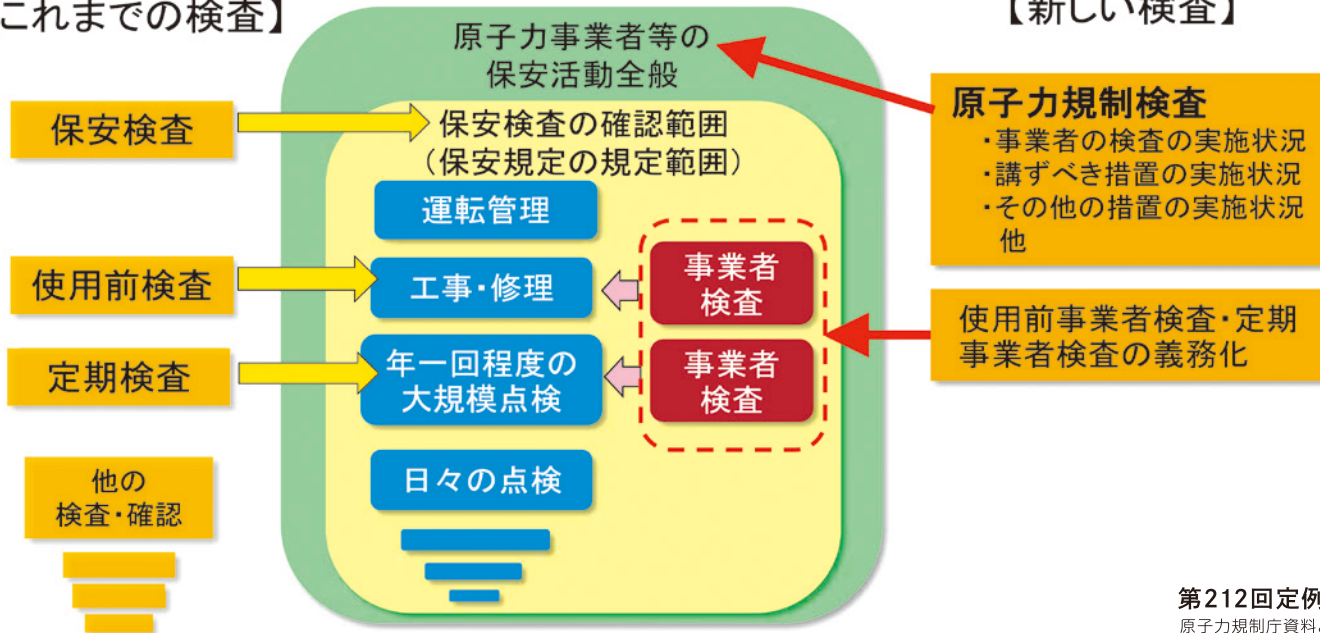 これまでの検査】
【新しい検査】
原子力事業者等の
保安活動全般
保安検査
保安検査の確認範囲
（保安規定の規定範囲）
運転管理
使用前検査
工事・修理
事業者
検査
定期検査
年一回程度の
大規模点検
事業者
検査
他の
検査・確認
日々の点検
原子力規制検査
・事業者の検査の実施状況
・講ずべき措置の実施状況
・その他の措置の実施状況
他
使用前事業者検査・定期
事業者検査の義務化
第212回定例
原子力規制庁資料